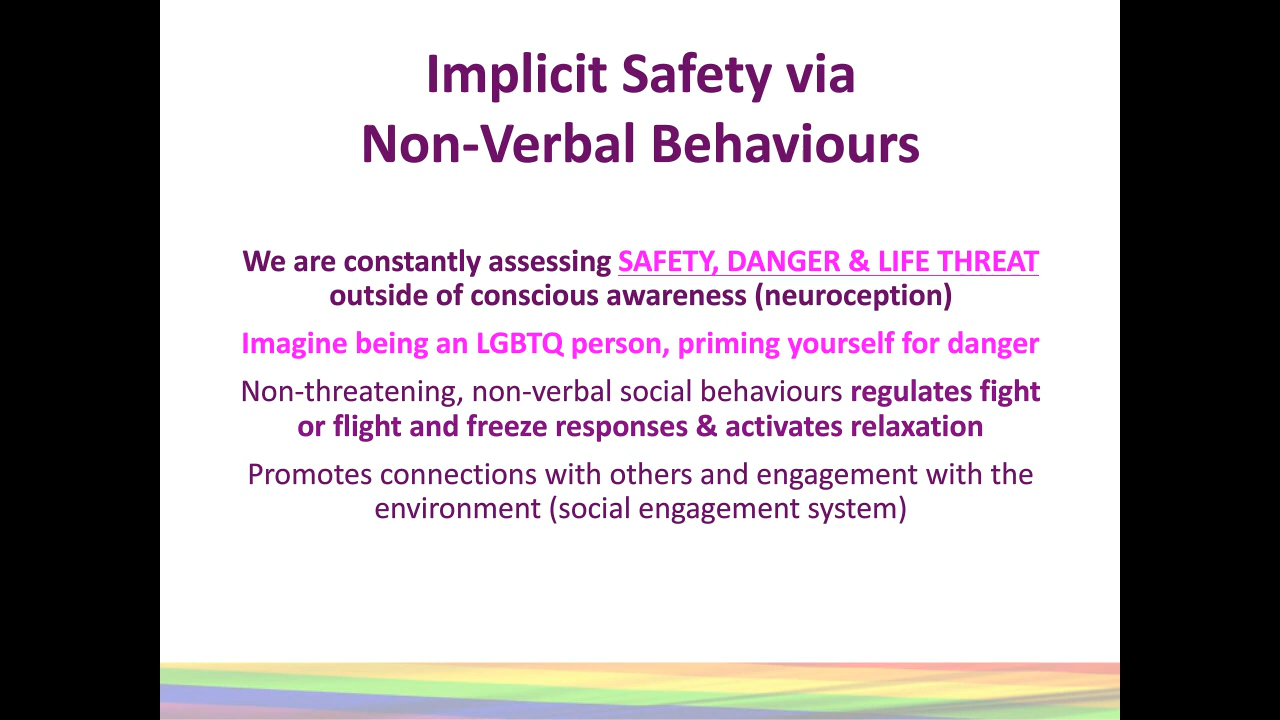 Implicit Safety via
Non-Verbal Behaviours
We are constantly assessing SAFETY, DANGER & LIFE THREAT
outside of conscious awareness (neuroception)
Imagine being an LGBTQ person, priming yourself for danger
Non-threatening, non-verbal social behaviours regulates fight
or flight and freeze responses & activates relaxation
Promotes connections with others and engagement with the
environment (social engagement system)